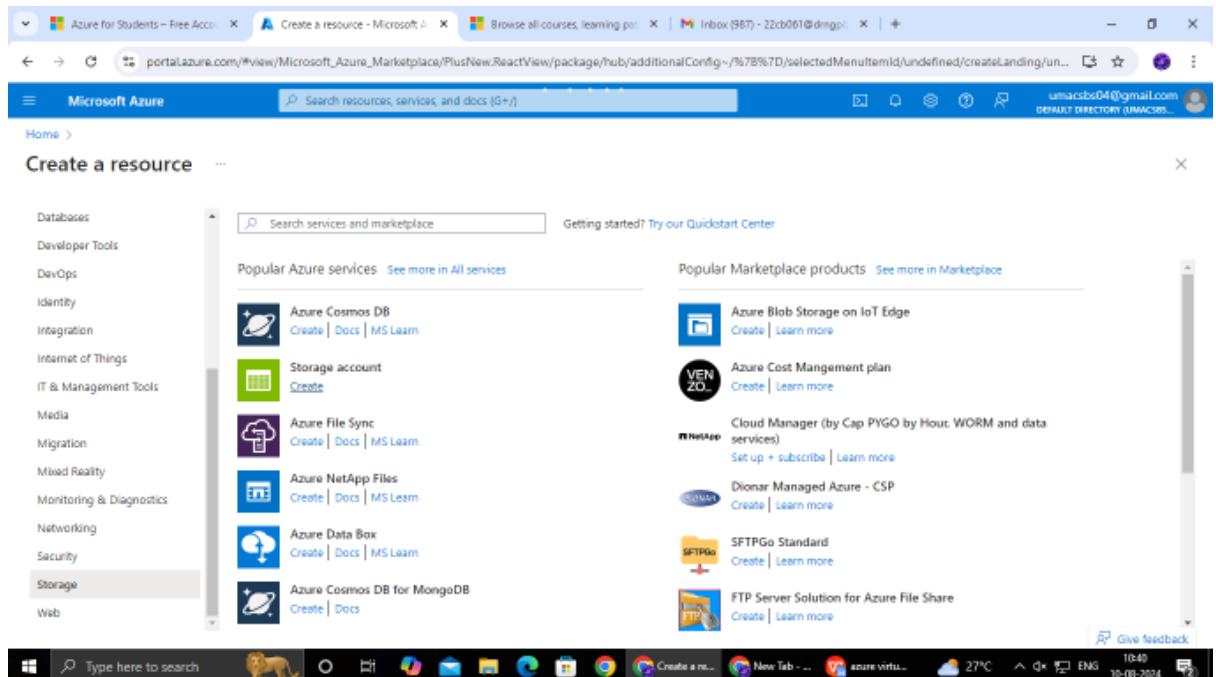 Azure for Students – Free Acco
Create a resource - Microsoft A
Browse all courses, learning pat
Inbox (987) - 22cb061@drngpit
portal.azure.com/#view/Microsoft_Azure_Marketplace/PlusNew.ReactView/package/hub/additionalConfig~/%7B%7D/selectedMenuItemId/undefined/createLanding/un...
Microsoft Azure
Search resources, services, and docs (G+/)
umacsbs04@gmail.com
DEFAULT DIRECTORY (UMACSBS...
Home >
Create a resource ...
Databases
Developer Tools
DevOps
Identity
Integration
Internet of Things
IT & Management Tools
Media
Migration
Mixed Reality
Monitoring & Diagnostics
Networking
Security
Storage
Web
Search services and marketplace
Getting started? Try our Quickstart Center
Popular Azure services See more in All services
Azure Cosmos DB
Create | Docs | MS Learn
Storage account
Create
Azure File Sync
Create | Docs | MS Learn
Azure NetApp Files
Create | Docs | MS Learn
Azure Data Box
Create | Docs | MS Learn
Azure Cosmos DB for MongoDB
Create | Docs
Popular Marketplace products See more in Marketplace
Azure Blob Storage on IoT Edge
Create | Learn more
VEN
ZO_
Azure Cost Mangement plan
Create | Learn more
NetApp
Cloud Manager (by Cap PYGO by Hour, WORM and data
services)
Set up + subscribe | Learn more
Dionar Managed Azure - CSP
Create | Learn more
SFTPGo
SFTPGo Standard
Create | Learn more
FTP
FTP Server Solution for Azure File Share
Create | Learn more
Give feedback
Type here to search
Create a re...
New Tab - ...
azure virtu...
27°C
ENG
10:40
10-08-2024